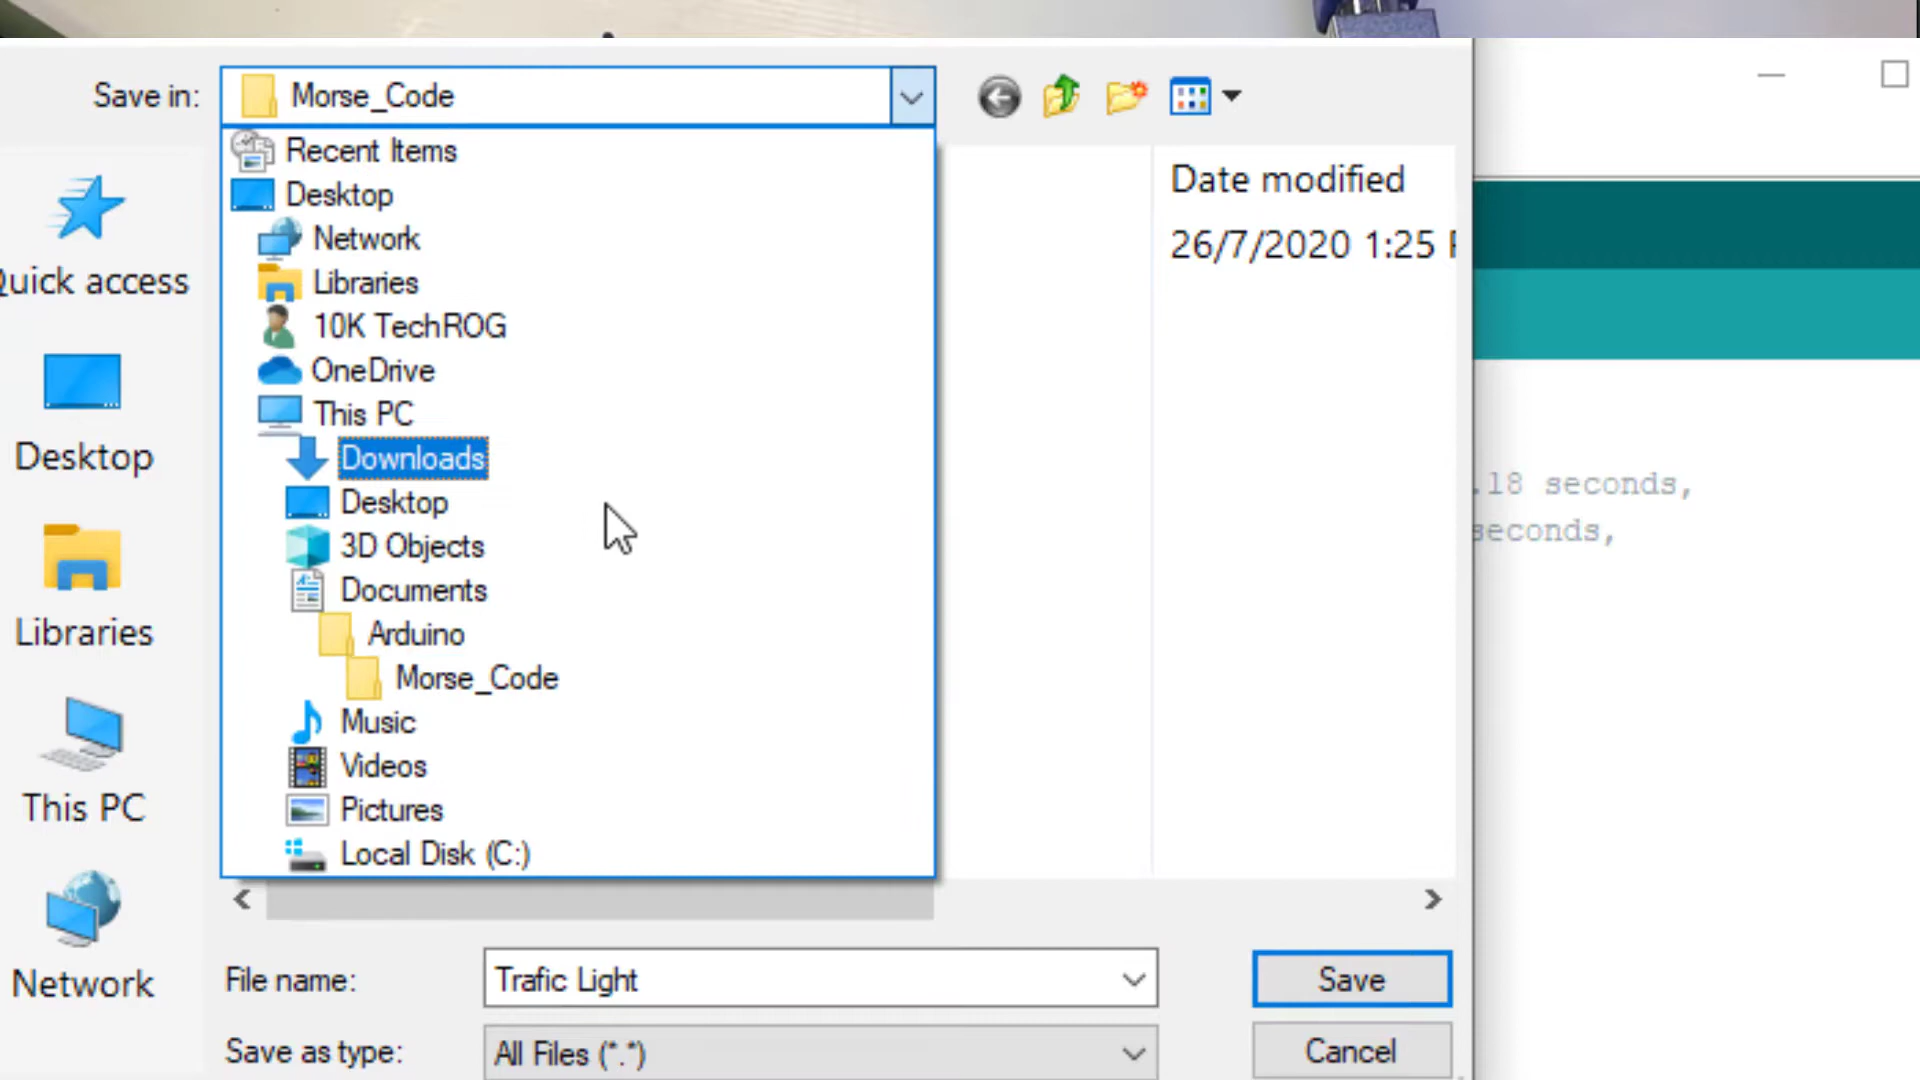 Save in:
Morse_Code
Recent Items
Desktop
Network
Libraries
10K TechROG
OneDrive
This PC
Downloads
Desktop
3D Objects
Documents
Arduino
Morse_Code
Music
Videos
Pictures
Local Disk (C:)
Quick access
Desktop
Libraries
This PC
Network
Date modified
26/7/2020 1:25
.18 seconds,
seconds,
File name:
Trafic Light
Save
Save as type:
All Files (*.*)
Cancel